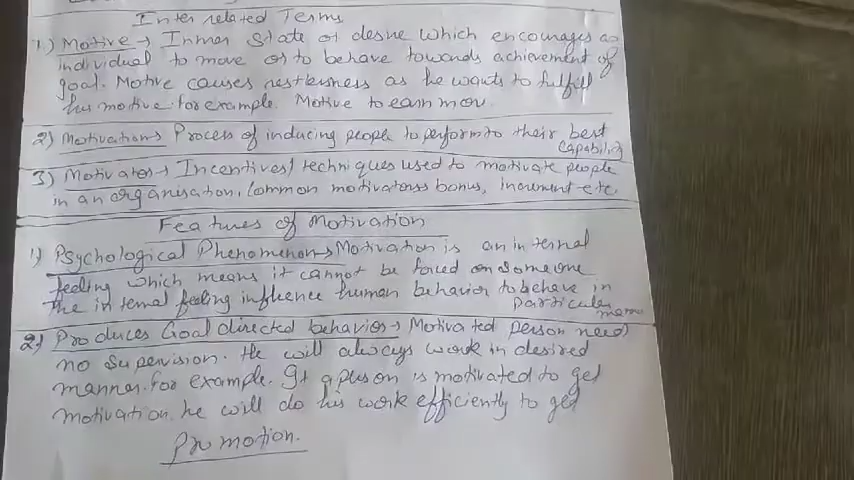 Inter related Terms
1) Motive → Inner State or desire which encourages an
individual to move or to behave towards achievement of
goal. Motive causes restlessness as he wants to fulfill
his motive. for example. Motive to earn more.
2) Motivation → Process of inducing people to perform to their best
capability
3) Motivators → Incentives/techniques used to motivate people
in an organisation. Common motivators bonus, increment etc
Features of Motivation
1) Psychological Phenomenon → Motivation is an internal
feeling which means it cannot be forced on someone
the internal feeling influence human behavior to behave in
particular manner
2) Produces Goal directed behavior → Motivated person need
no supervision. He will always work in desired
manner. for example. If a person is motivated to get
motivation. he will do his work efficiently to get
Promotion.